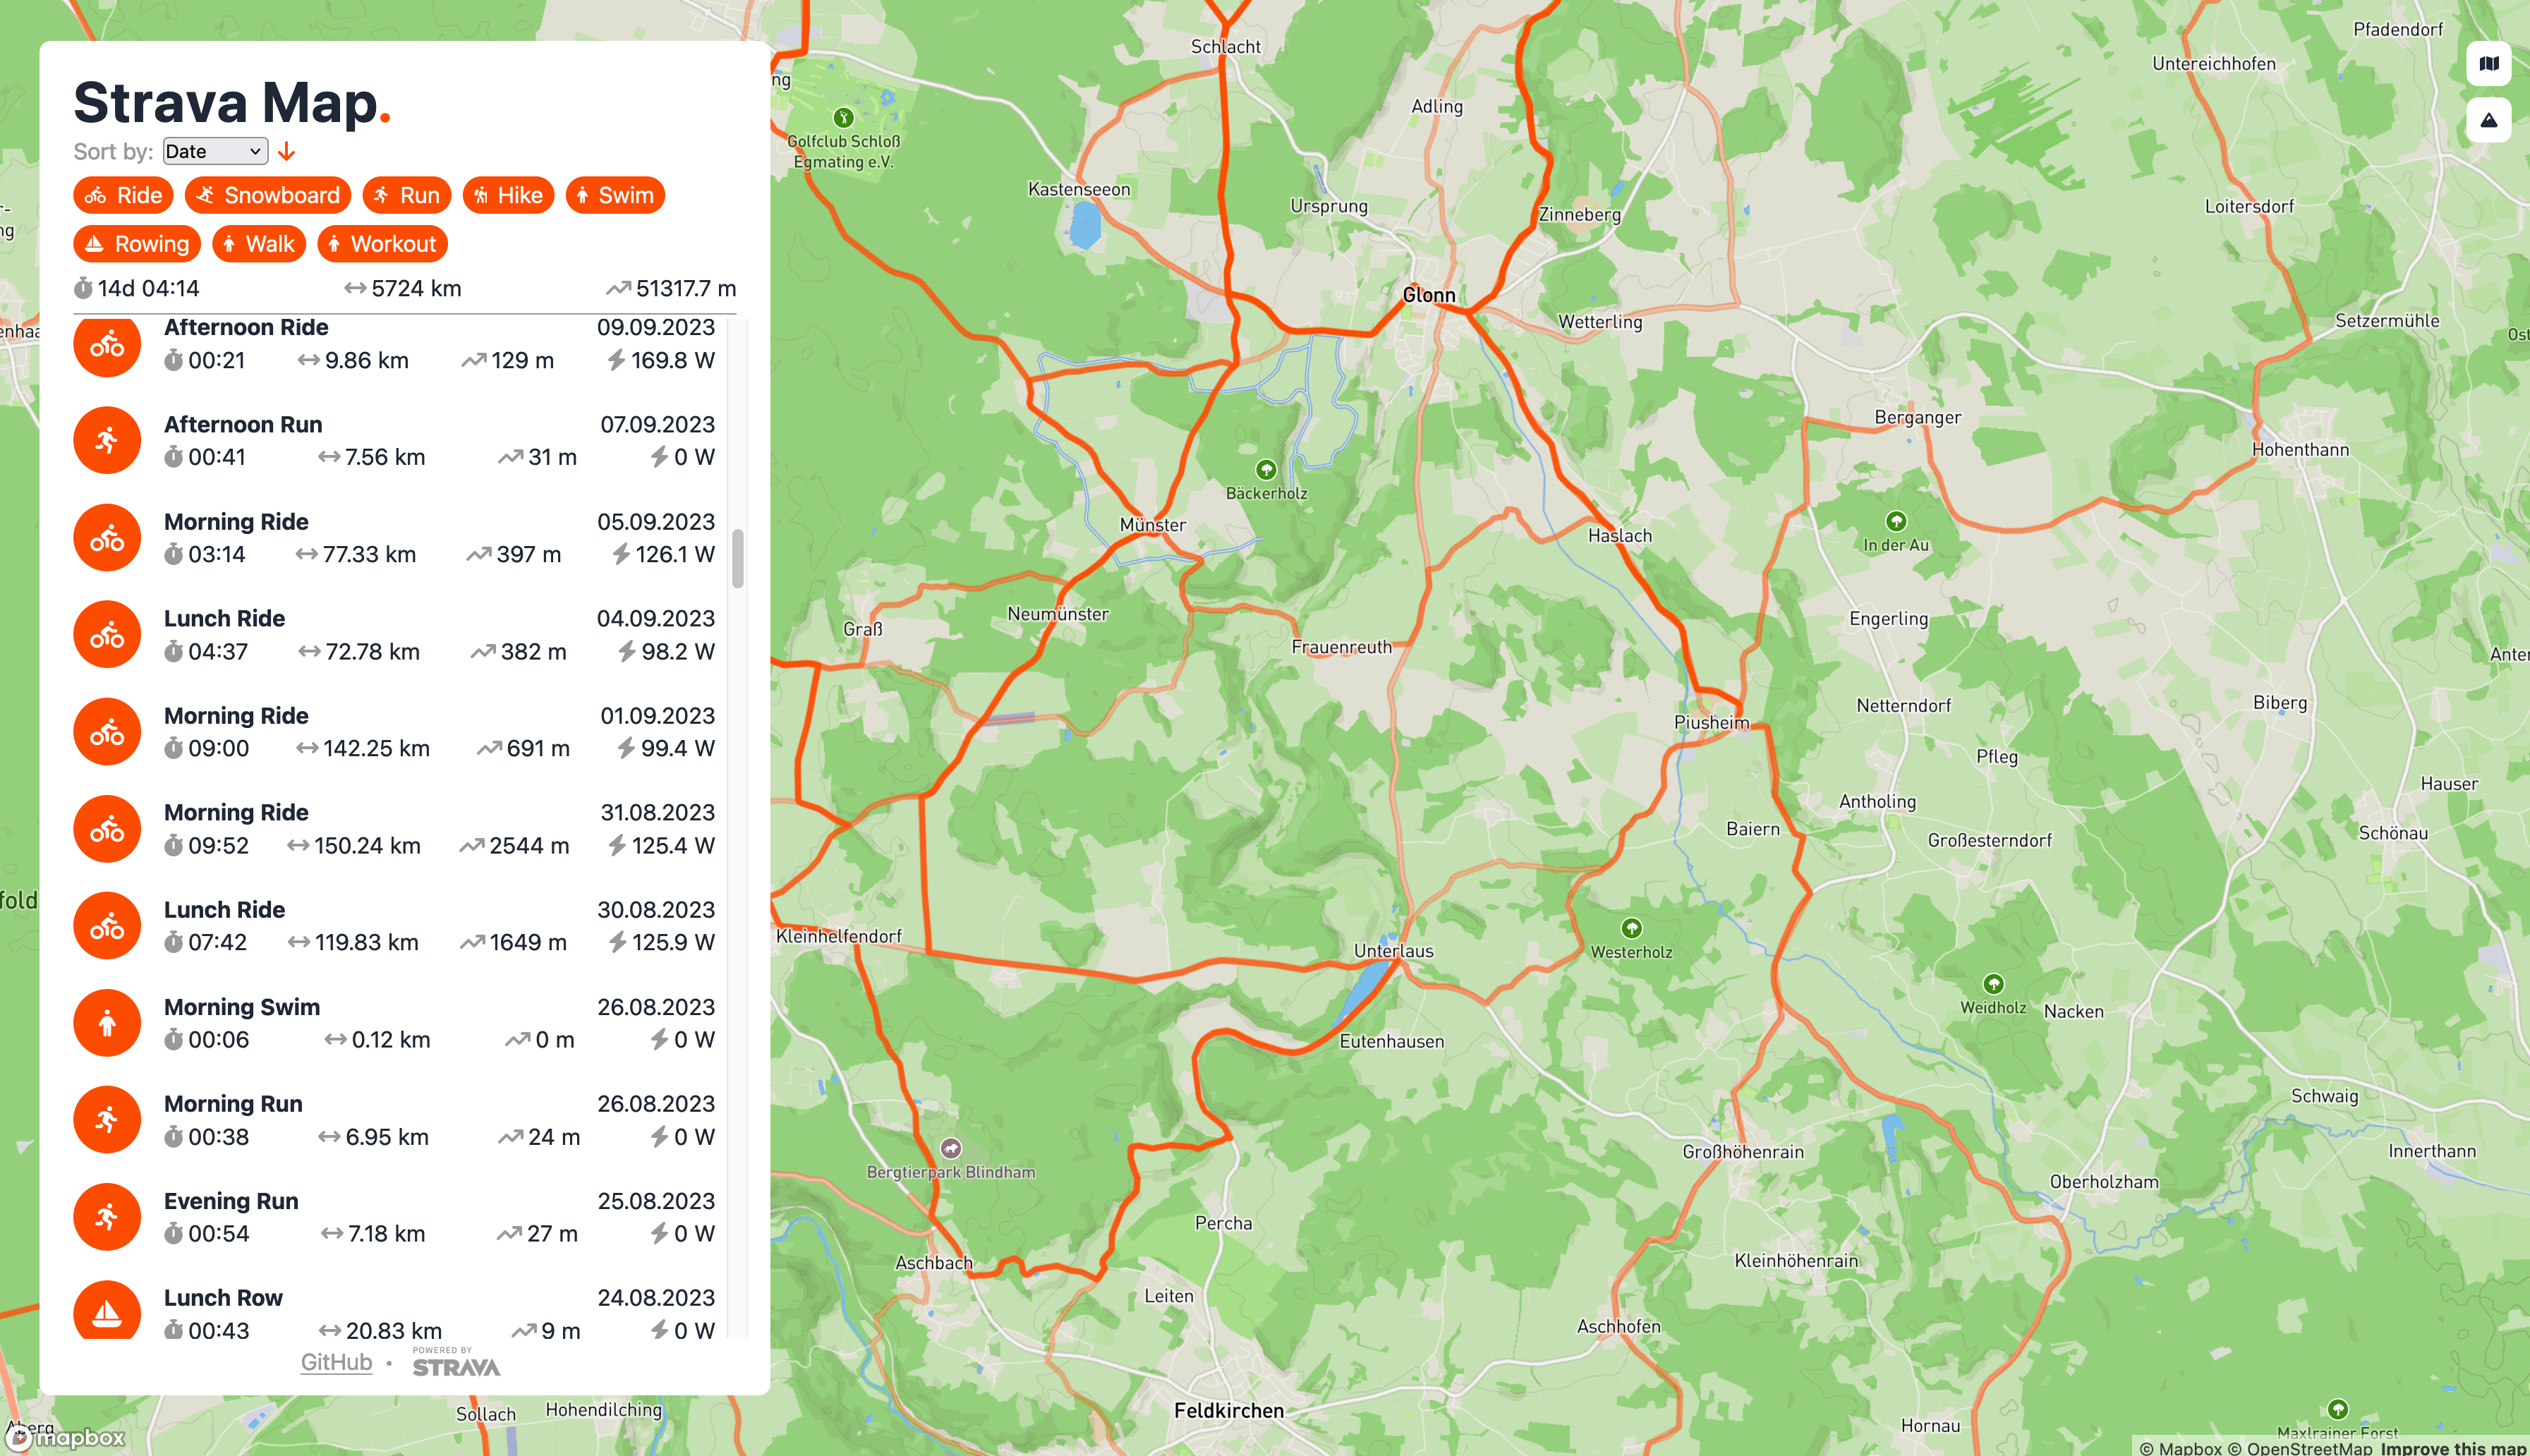 Strava Map.
Sort by: Date
Ride Snowboard Run Hike Swim
Rowing Walk Workout
14d 04:14 5724 km 51317.7 m
Afternoon Ride 09.09.2023
00:21 9.86 km 129 m 169.8 W
Afternoon Run 07.09.2023
00:41 7.56 km 31 m 0 W
Morning Ride 05.09.2023
03:14 77.33 km 397 m 126.1 W
Lunch Ride 04.09.2023
04:37 72.78 km 382 m 98.2 W
Morning Ride 01.09.2023
09:00 142.25 km 691 m 99.4 W
Morning Ride 31.08.2023
09:52 150.24 km 2544 m 125.4 W
Lunch Ride 30.08.2023
07:42 119.83 km 1649 m 125.9 W
Morning Swim 26.08.2023
00:06 0.12 km 0 m 0 W
Morning Run 26.08.2023
00:38 6.95 km 24 m 0 W
Evening Run 25.08.2023
00:54 7.18 km 27 m 0 W
Lunch Row 24.08.2023
00:43 20.83 km 9 m 0 W
GitHub • POWERED BY
STRAVA
Schlacht
Pfadendorf
Untereichhofen
ng
Adling
Golfclub Schloß
Egmating e.V.
Kastenseeon
Ursprung
Zinneberg
Loitersdorf
ng
Glonn
Wetterling
Setzermühle
enhaa
Ost
Berganger
Hohenthann
Bäckerholz
Münster
Haslach
In der Au
Neumünster
Graß
Engerling
Frauenreuth
Anter
Netterndorf
Biberg
Piusheim
Pfleg
Hauser
Antholing
Baiern
Großesterndorf
Schönau
fold
Kleinhelfendorf
Unterlaus
Westerholz
Weidholz
Nacken
Eutenhausen
Schwaig
Großhöhenrain
Innerthann
Bergtierpark Blindham
Oberholzham
Percha
Aschbach
Kleinhöhenrain
Leiten
Aschhofen
Sollach
Hohendilching
Feldkirchen
Hornau
Aberg
Maxlrainer Forst
mapbox
© Mapbox © OpenStreetMap Improve this map